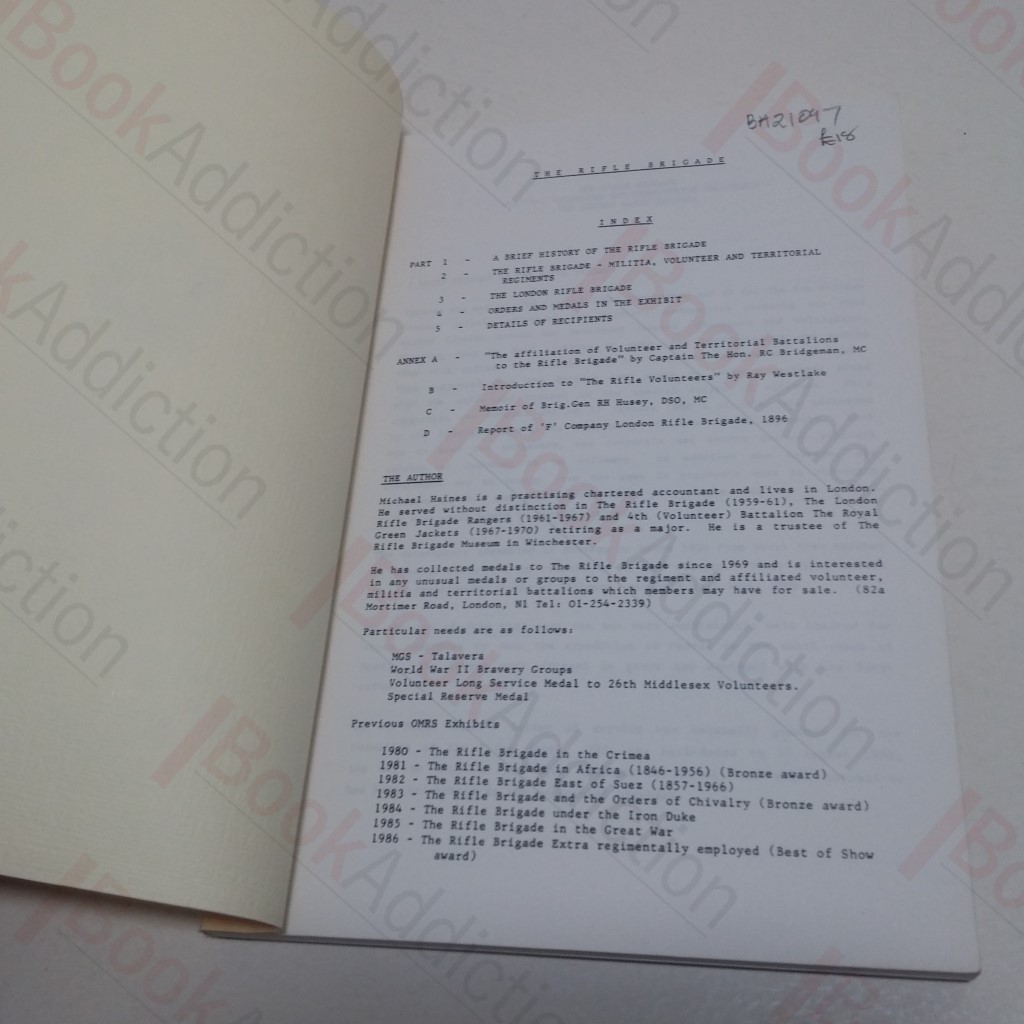 BH21097
£18
THE RIFLE BRIGADE
INDEX
PART 1 - A BRIEF HISTORY OF THE RIFLE BRIGADE
2 - THE RIFLE BRIGADE - MILITIA, VOLUNTEER AND TERRITORIAL
REGIMENTS
3 - THE LONDON RIFLE BRIGADE
4 - ORDERS AND MEDALS IN THE EXHIBIT
5 - DETAILS OF RECIPIENTS
ANNEX A - "The affiliation of Volunteer and Territorial Battalions
to the Rifle Brigade" by Captain The Hon. RC Bridgeman, MC
B - Introduction to "The Rifle Volunteers" by Ray Westlake
C - Memoir of Brig.Gen RH Husey, DSO, MC
D - Report of 'F' Company London Rifle Brigade, 1896
THE AUTHOR
Michael Haines is a practising chartered accountant and lives in London.
He served without distinction in The Rifle Brigade (1959-61), The London
Rifle Brigade Rangers (1961-1967) and 4th (Volunteer) Battalion The Royal
Green Jackets (1967-1970) retiring as a major. He is a trustee of The
Rifle Brigade Museum in Winchester.
He has collected medals to The Rifle Brigade since 1969 and is interested
in any unusual medals or groups to the regiment and affiliated volunteer,
militia and territorial battalions which members may have for sale. (82a
Mortimer Road, London, N1 Tel: 01-254-2339)
Particular needs are as follows:
MGS - Talavera
World War II Bravery Groups
Volunteer Long Service Medal to 26th Middlesex Volunteers.
Special Reserve Medal
Previous OMRS Exhibits
1980 - The Rifle Brigade in the Crimea
1981 - The Rifle Brigade in Africa (1846-1956) (Bronze award)
1982 - The Rifle Brigade East of Suez (1857-1966)
1983 - The Rifle Brigade and the Orders of Chivalry (Bronze award)
1984 - The Rifle Brigade under the Iron Duke
1985 - The Rifle Brigade in the Great War
1986 - The Rifle Brigade Extra regimentally employed (Best of Show
award)
BookAddiction